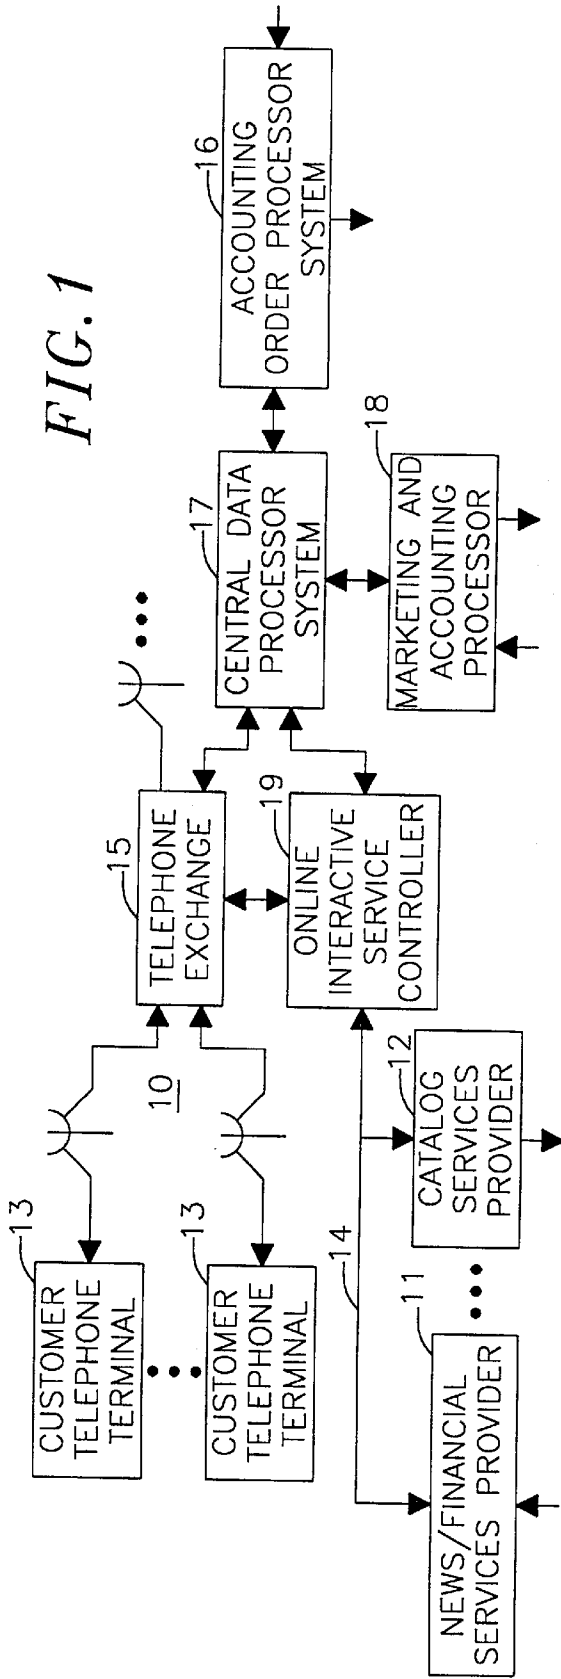 FIG. 1
13
CUSTOMER
TELEPHONE
TERMINAL
13
CUSTOMER
TELEPHONE
TERMINAL
10
15
TELEPHONE
EXCHANGE
17
CENTRAL DATA
PROCESSOR
SYSTEM
16
ACCOUNTING
ORDER PROCESSOR
SYSTEM
19
ONLINE
INTERACTIVE
SERVICE
CONTROLLER
18
MARKETING AND
ACCOUNTING
PROCESSOR
14
11
NEWS/FINANCIAL
SERVICES PROVIDER
12
CATALOG
SERVICES
PROVIDER